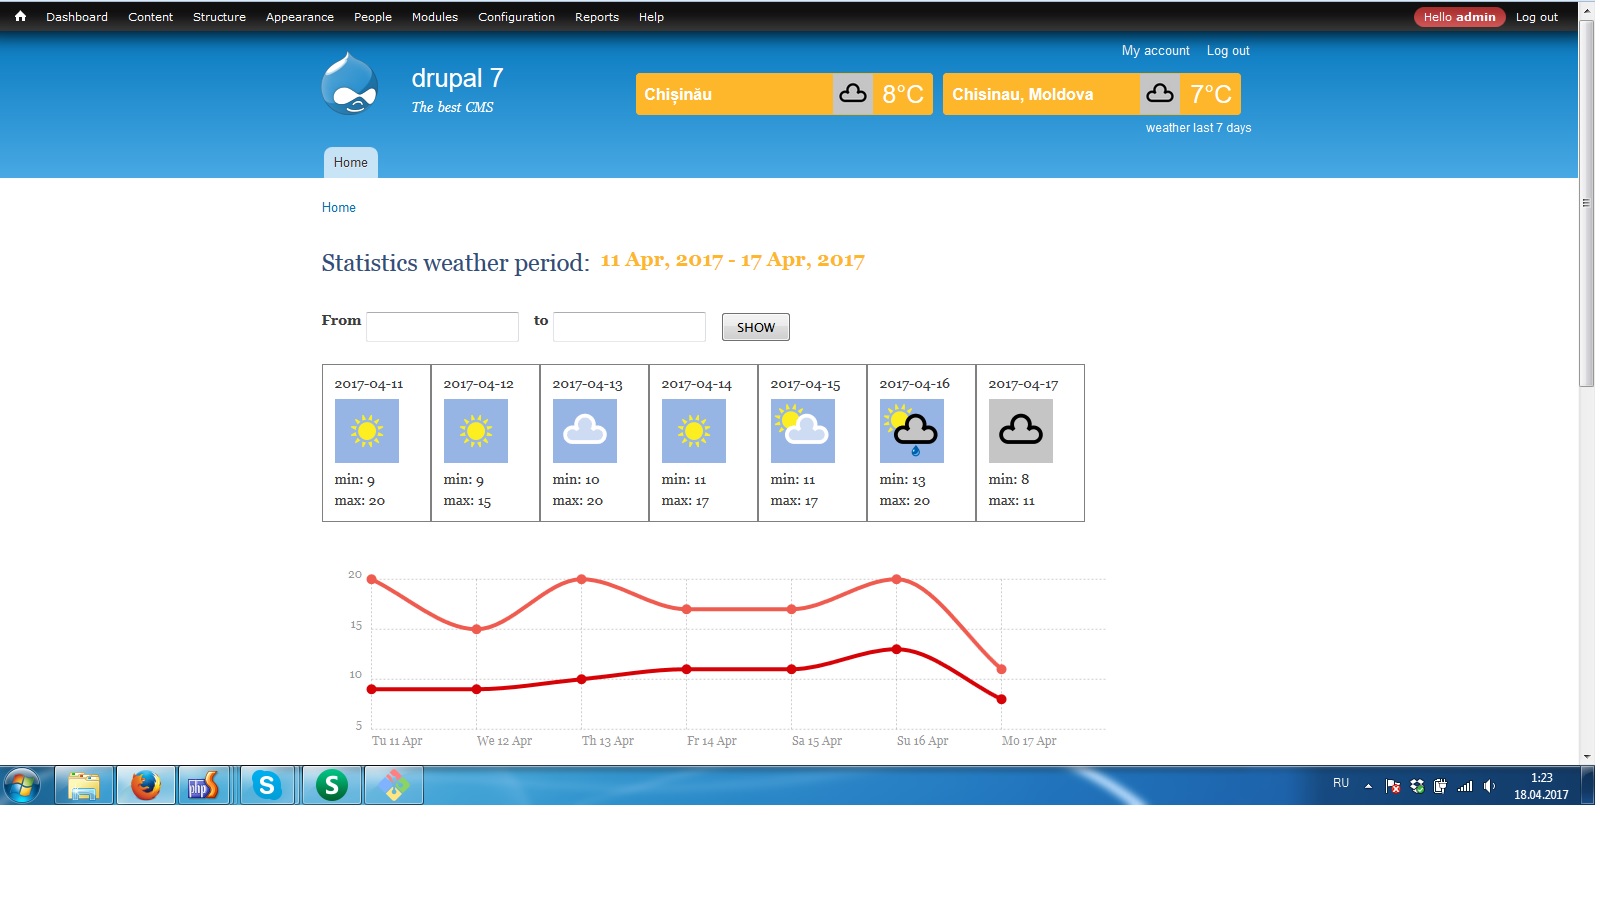 Dashboard Content Structure Appearance People Modules Configuration Reports Help Hello admin Log out
My account Log out
drupal 7
The best CMS
Chișinău 8°C Chisinau, Moldova 7°C
weather last 7 days
Home
Home
Statistics weather period: 11 Apr, 2017 - 17 Apr, 2017
From to SHOW
2017-04-11 2017-04-12 2017-04-13 2017-04-14 2017-04-15 2017-04-16 2017-04-17
min: 9 min: 9 min: 10 min: 11 min: 11 min: 13 min: 8
max: 20 max: 15 max: 20 max: 17 max: 17 max: 20 max: 11
20
15
10
5
Tu 11 Apr We 12 Apr Th 13 Apr Fr 14 Apr Sa 15 Apr Su 16 Apr Mo 17 Apr
php S S S RU 1:23
18.04.2017